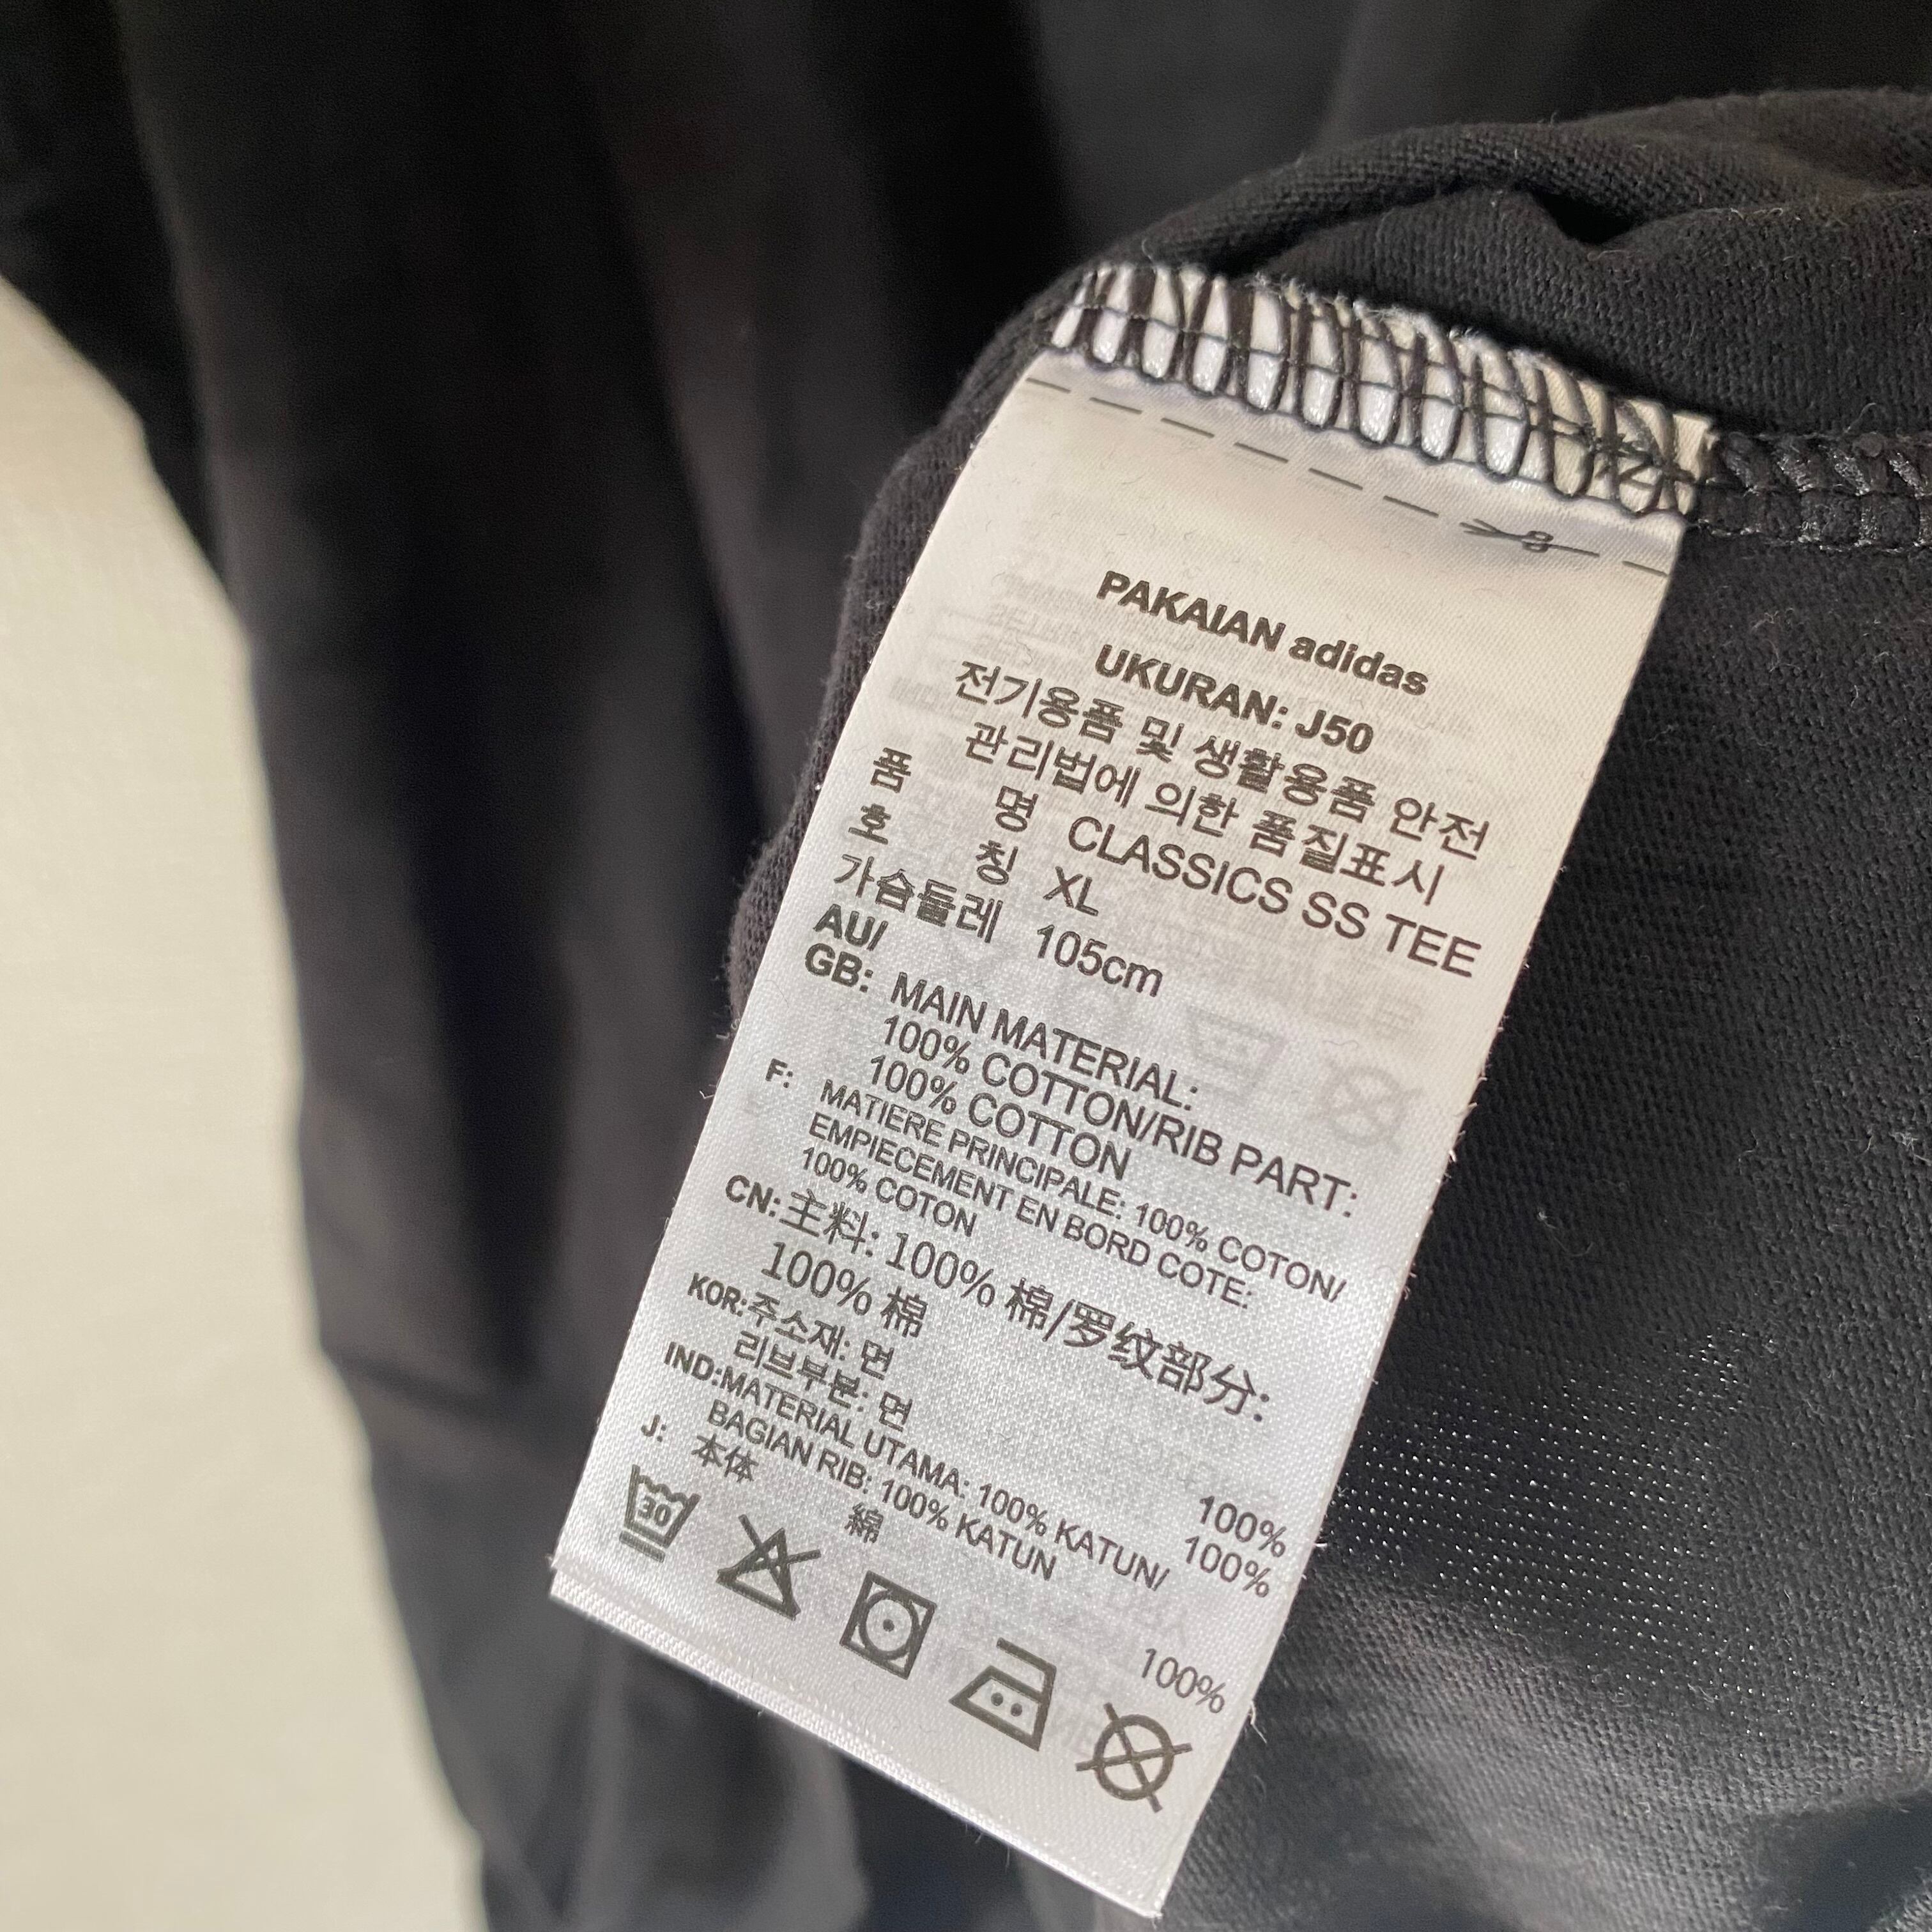 PAKAIAN adidas
UKURAN: J50
전기용품 및 생활용품 안전
관리법에 의한 품질표시
품 명 CLASSICS SS TEE
호 칭 XL
가슴둘레 105cm
AU/
GB: MAIN MATERIAL:
100% COTTON/RIB PART:
100% COTTON
F: MATIERE PRINCIPALE: 100% COTON/
EMPIECEMENT EN BORD COTE:
100% COTON
CN: 主料: 100% 棉/罗纹部分:
100% 棉
KOR: 주소재: 면 100%
리브부분: 면 100%
IND: MATERIAL UTAMA: 100% KATUN/
BAGIAN RIB: 100% KATUN
J: 本体 綿 100%
30